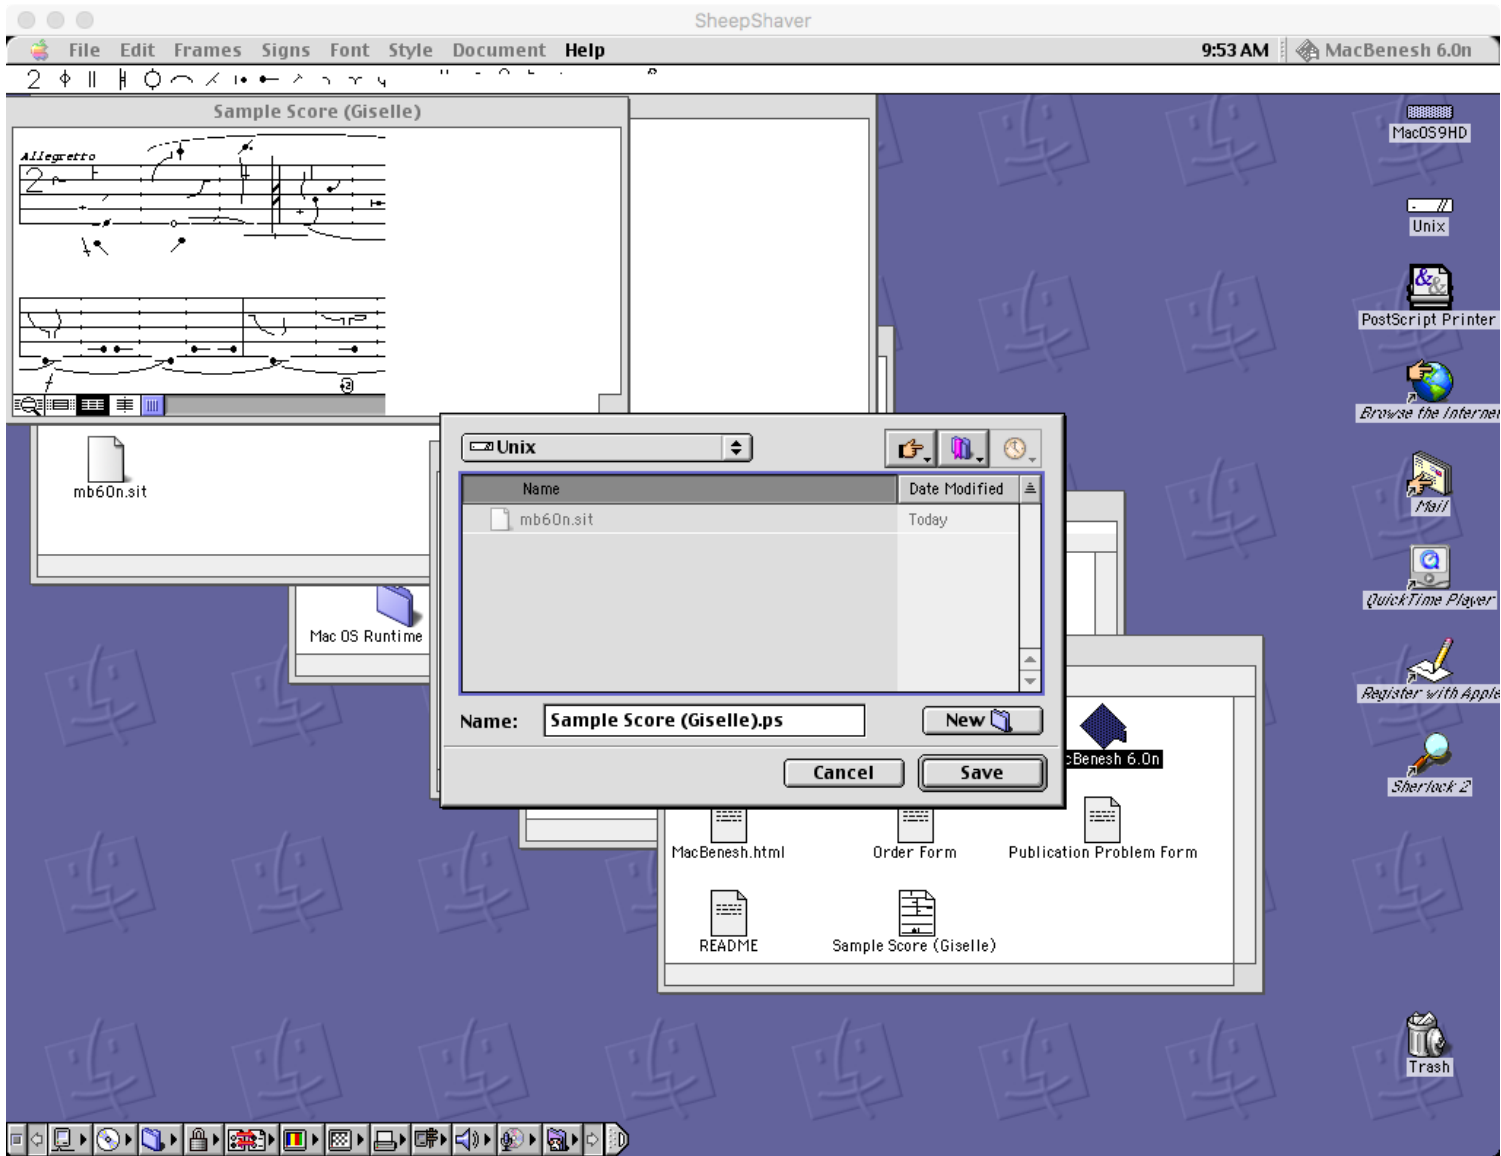 SheepShaver
File Edit Frames Signs Font Style Document Help 9:53 AM MacBenesh 6.0n
Sample Score (Giselle)
Allegretto
2
2
MacOS9HD
Unix
PostScript Printer
Browse the Internet
Mail
QuickTime Player
Register with Apple
Sherlock 2
Trash
mb60n.sit
Mac OS Runtime
Unix
Name Date Modified
mb60n.sit Today
Name: Sample Score (Giselle).ps New
Cancel Save
cBenesh 6.0n
MacBenesh.html Order Form Publication Problem Form
README Sample Score (Giselle)